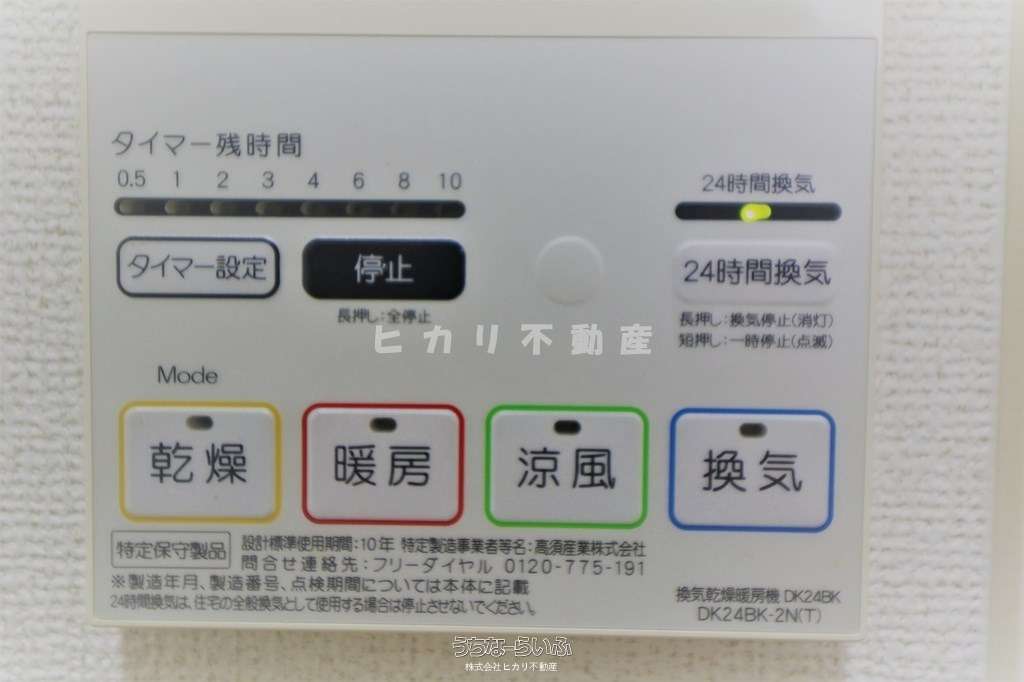 タイマー残時間
0.5 1 2 3 4 6 8 10
24時間換気
タイマー設定
停止
24時間換気
長押し:全停止
長押し:換気停止(消灯)
短押し:一時停止(点滅)
ヒカリ不動産
Mode
乾燥
暖房
涼風
換気
特定保守製品
設計標準使用期間:10年 特定製造事業者等名:高須産業株式会社
問合せ連絡先:フリーダイヤル 0120-775-191
※製造年月、製造番号、点検期間については本体に記載
24時間換気は、住宅の全般換気として使用する場合は停止させないでください。
換気乾燥暖房機 DK24BK
DK24BK-2N(T)
うちなーらいふ
株式会社ヒカリ不動産